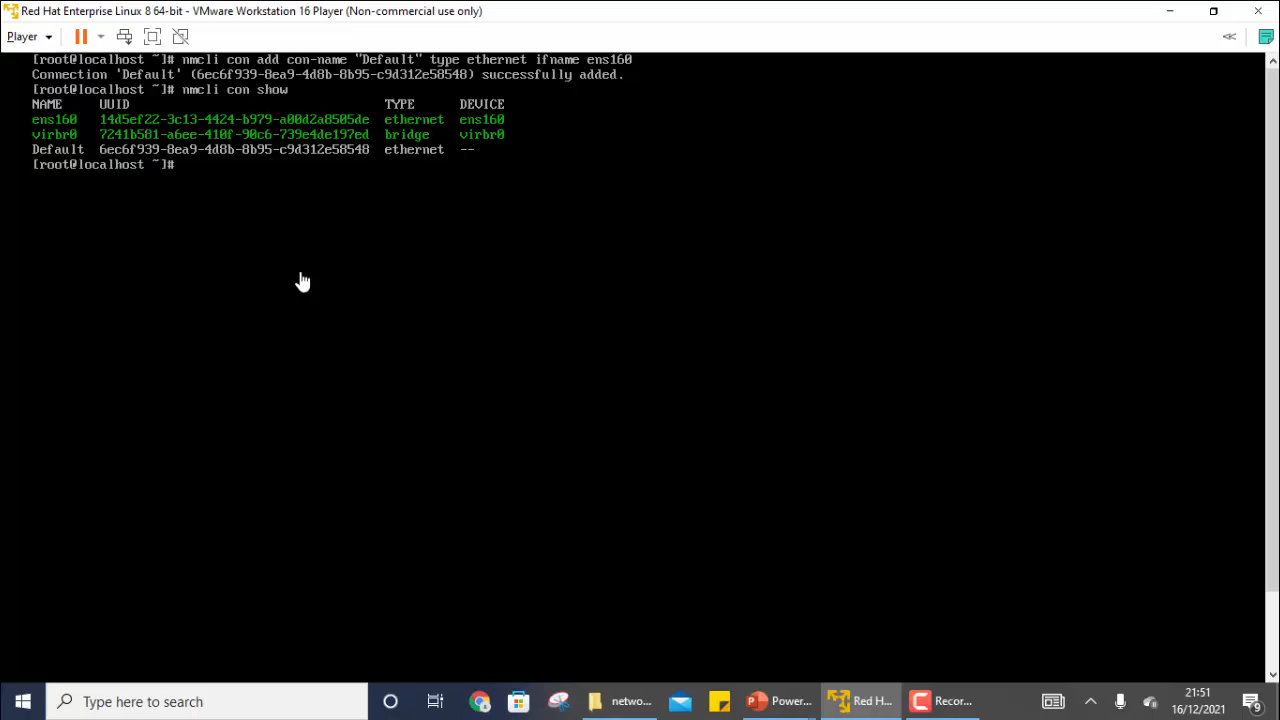 Red Hat Enterprise Linux 8 64-bit - VMware Workstation 16 Player (Non-commercial use only)
Player
[root@localhost ~]# nmcli con add con-name "Default" type ethernet ifname ens160
Connection 'Default' (6ec6f939-8ea9-4d8b-8b95-c9d312e58548) successfully added.
[root@localhost ~]# nmcli con show
NAME UUID TYPE DEVICE
ens160 14d5ef22-3c13-4424-b979-a00d2a8505de ethernet ens160
virbr0 7241b581-a6ee-410f-90c6-739e4de197ed bridge virbr0
Default 6ec6f939-8ea9-4d8b-8b95-c9d312e58548 ethernet --
[root@localhost ~]#
Type here to search
netwo...
Power...
Red H...
Recor...
21:51
16/12/2021
9